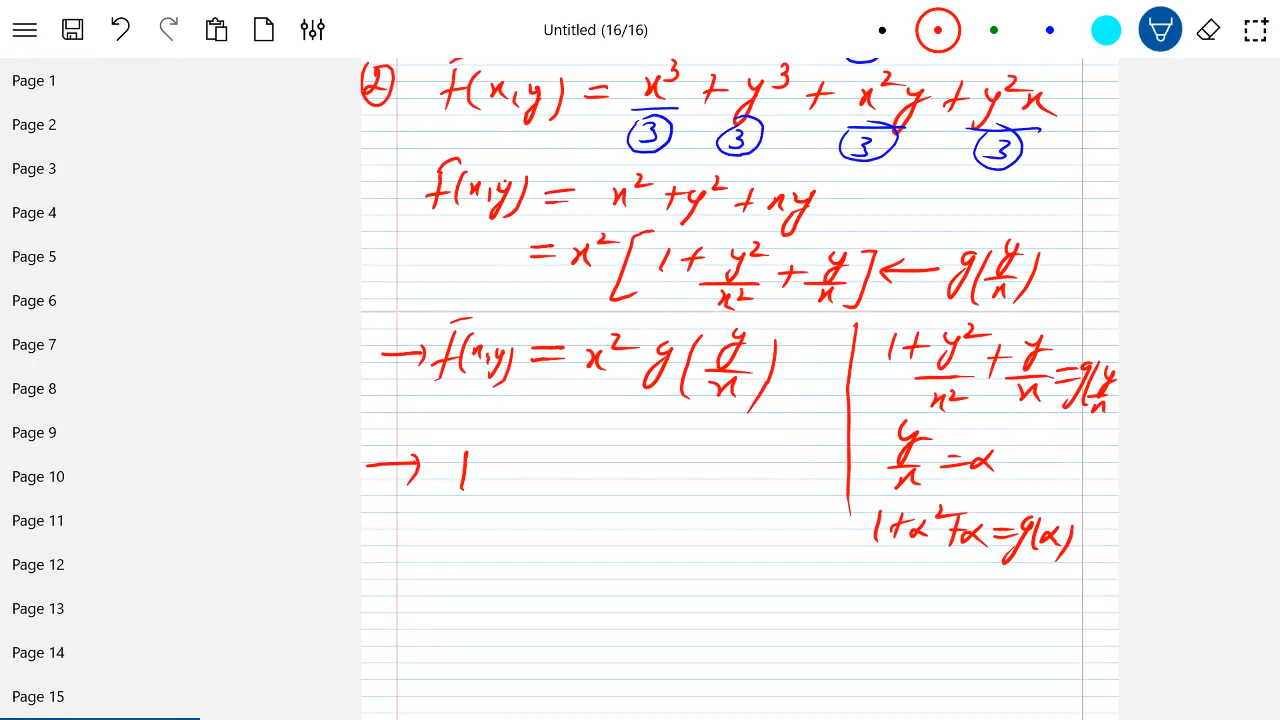 Untitled (16/16)
Page 1
Page 2
Page 3
Page 4
Page 5
Page 6
Page 7
Page 8
Page 9
Page 10
Page 11
Page 12
Page 13
Page 14
Page 15
② f(x,y) = x³ + y³ + x²y + y²x
③ ③ ③ ③
f(x,y) = x² + y² + xy
= x² [1 + y²/x² + y/x] ← g(y/x)
→ f(x,y) = x² g(y/x)
→ 1
1 + y²/x² + y/x = g(y/x
y/x = α
1 + α² + α = g(α)